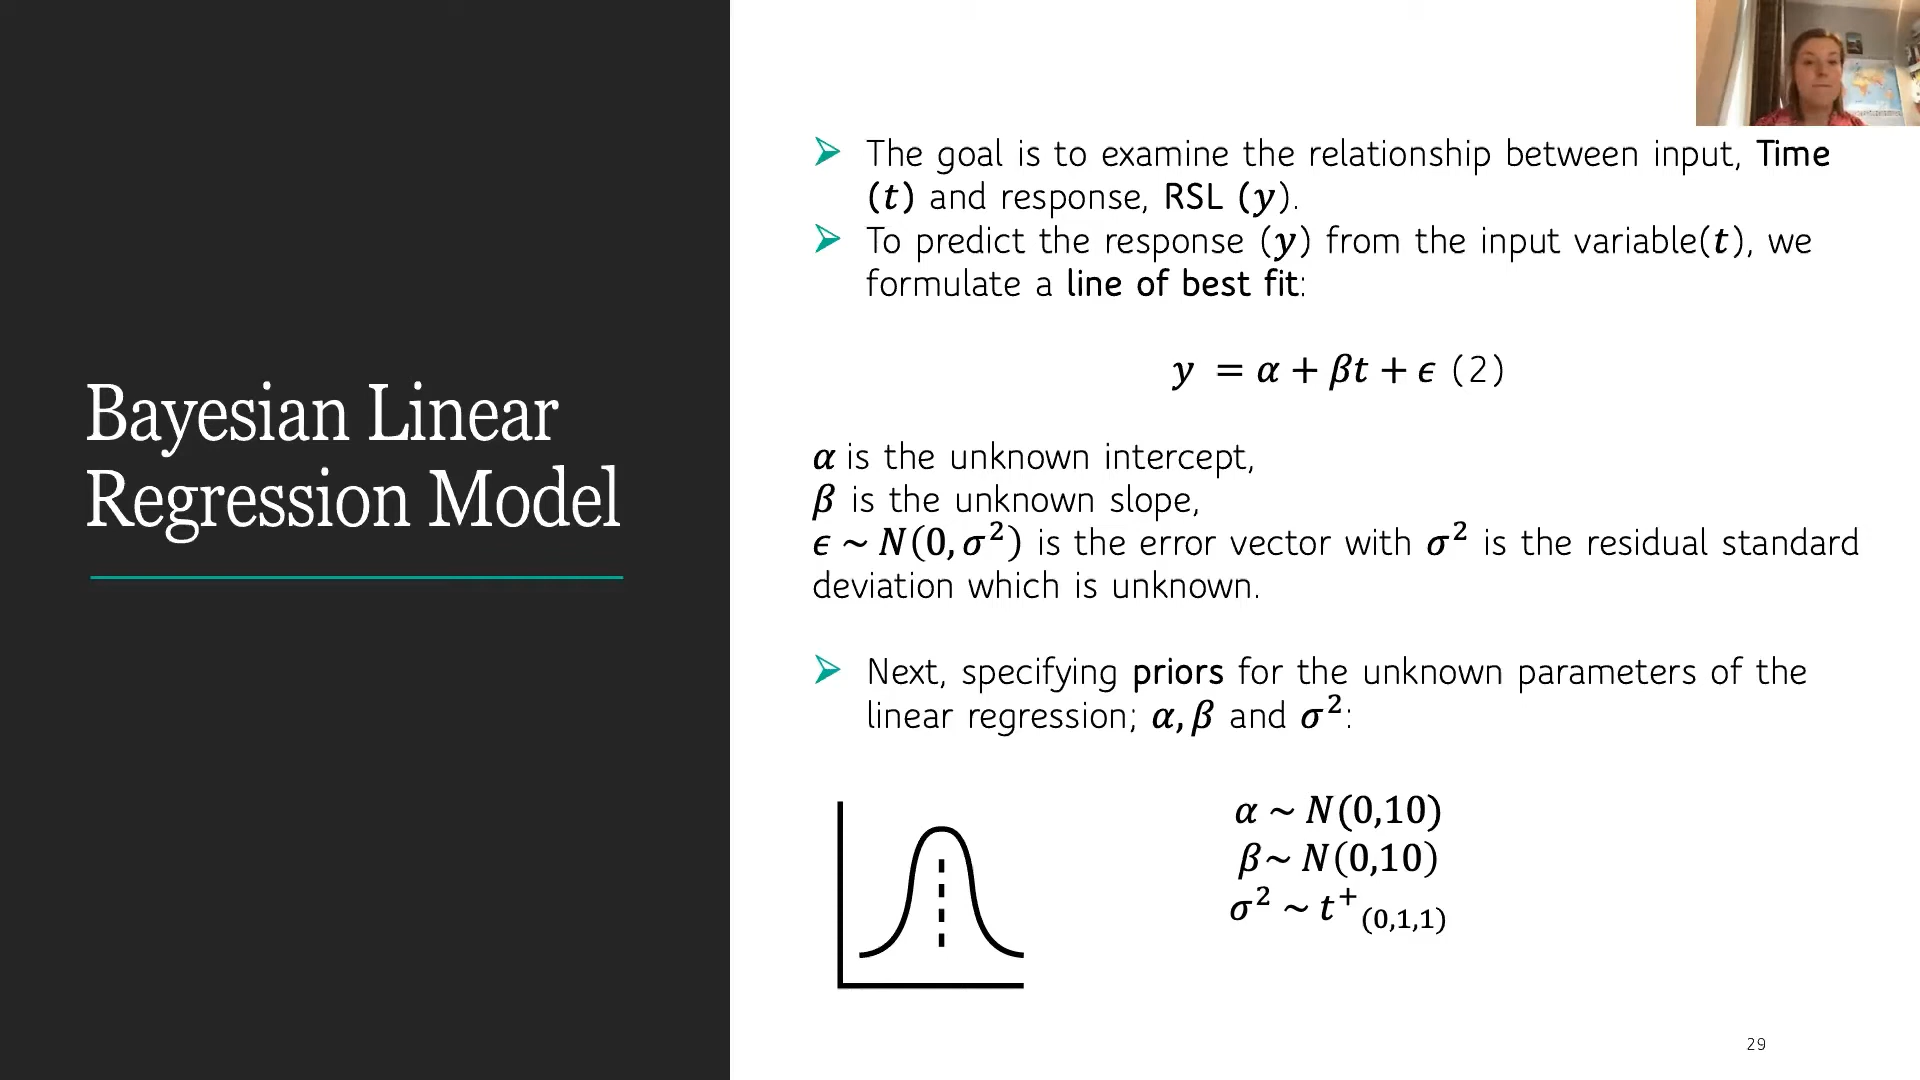 Bayesian Linear
Regression Model
➢ The goal is to examine the relationship between input, Time
(t) and response, RSL (y).
➢ To predict the response (y) from the input variable(t), we
formulate a line of best fit:
y = α + βt + ϵ (2)
α is the unknown intercept,
β is the unknown slope,
ϵ ~ N(0, σ²) is the error vector with σ² is the residual standard
deviation which is unknown.
➢ Next, specifying priors for the unknown parameters of the
linear regression; α, β and σ²:
α ~ N(0,10)
β~ N(0,10)
σ² ~ t⁺₍₀,₁,₁₎
29